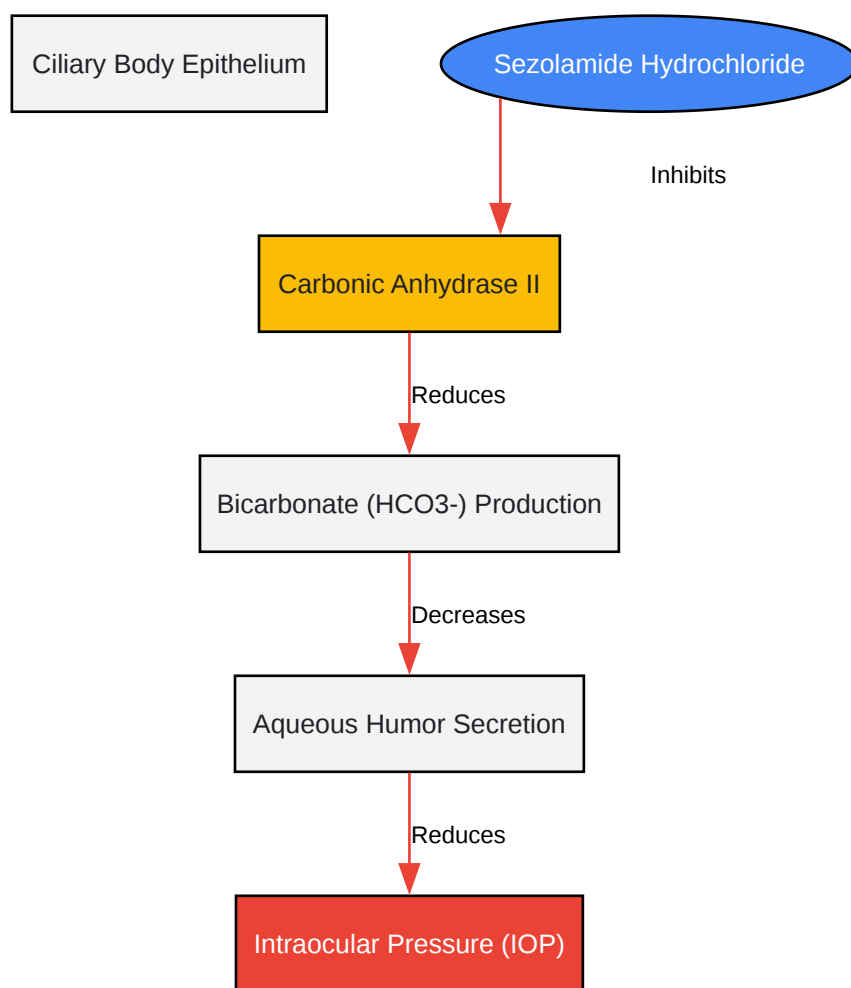 Ciliary Body Epithelium
Sezolamide Hydrochloride
Inhibits
Carbonic Anhydrase II
Reduces
Bicarbonate (HCO3-) Production
Decreases
Aqueous Humor Secretion
Reduces
Intraocular Pressure (IOP)